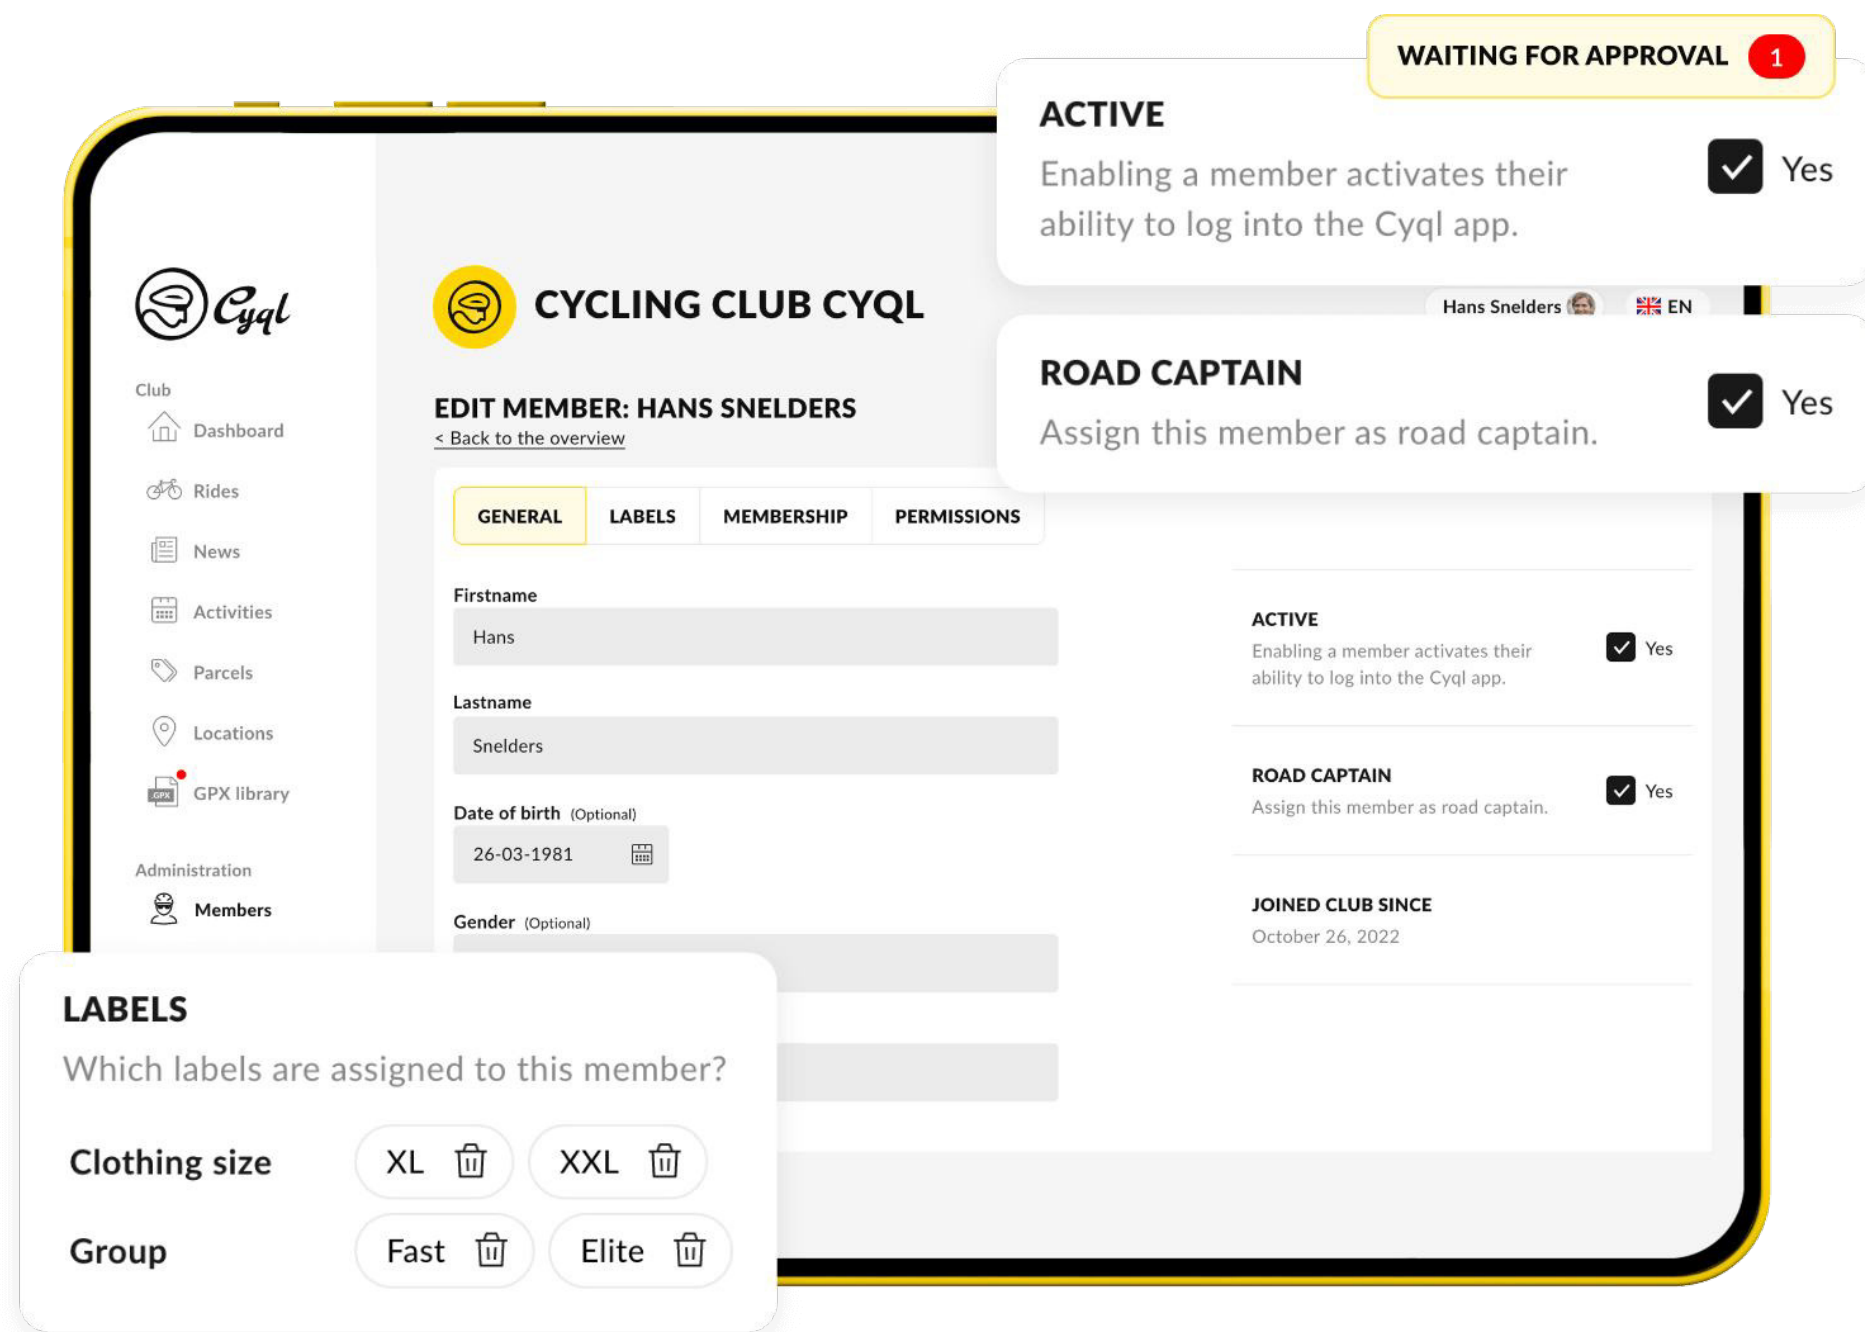 WAITING FOR APPROVAL 1
ACTIVE
Enabling a member activates their
ability to log into the Cyql app.
Yes
Cyql
CYCLING CLUB CYQL
Hans Snelders
EN
ROAD CAPTAIN
Assign this member as road captain.
Yes
EDIT MEMBER: HANS SNELDERS
< Back to the overview
Club
Dashboard
Rides
News
Activities
Parcels
Locations
GPX
GPX library
Administration
Members
GENERAL
LABELS
MEMBERSHIP
PERMISSIONS
Firstname
Hans
Lastname
Snelders
Date of birth (Optional)
26-03-1981
Gender (Optional)
ACTIVE
Enabling a member activates their
ability to log into the Cyql app.
Yes
ROAD CAPTAIN
Assign this member as road captain.
Yes
JOINED CLUB SINCE
October 26, 2022
LABELS
Which labels are assigned to this member?
Clothing size
XL
XXL
Group
Fast
Elite